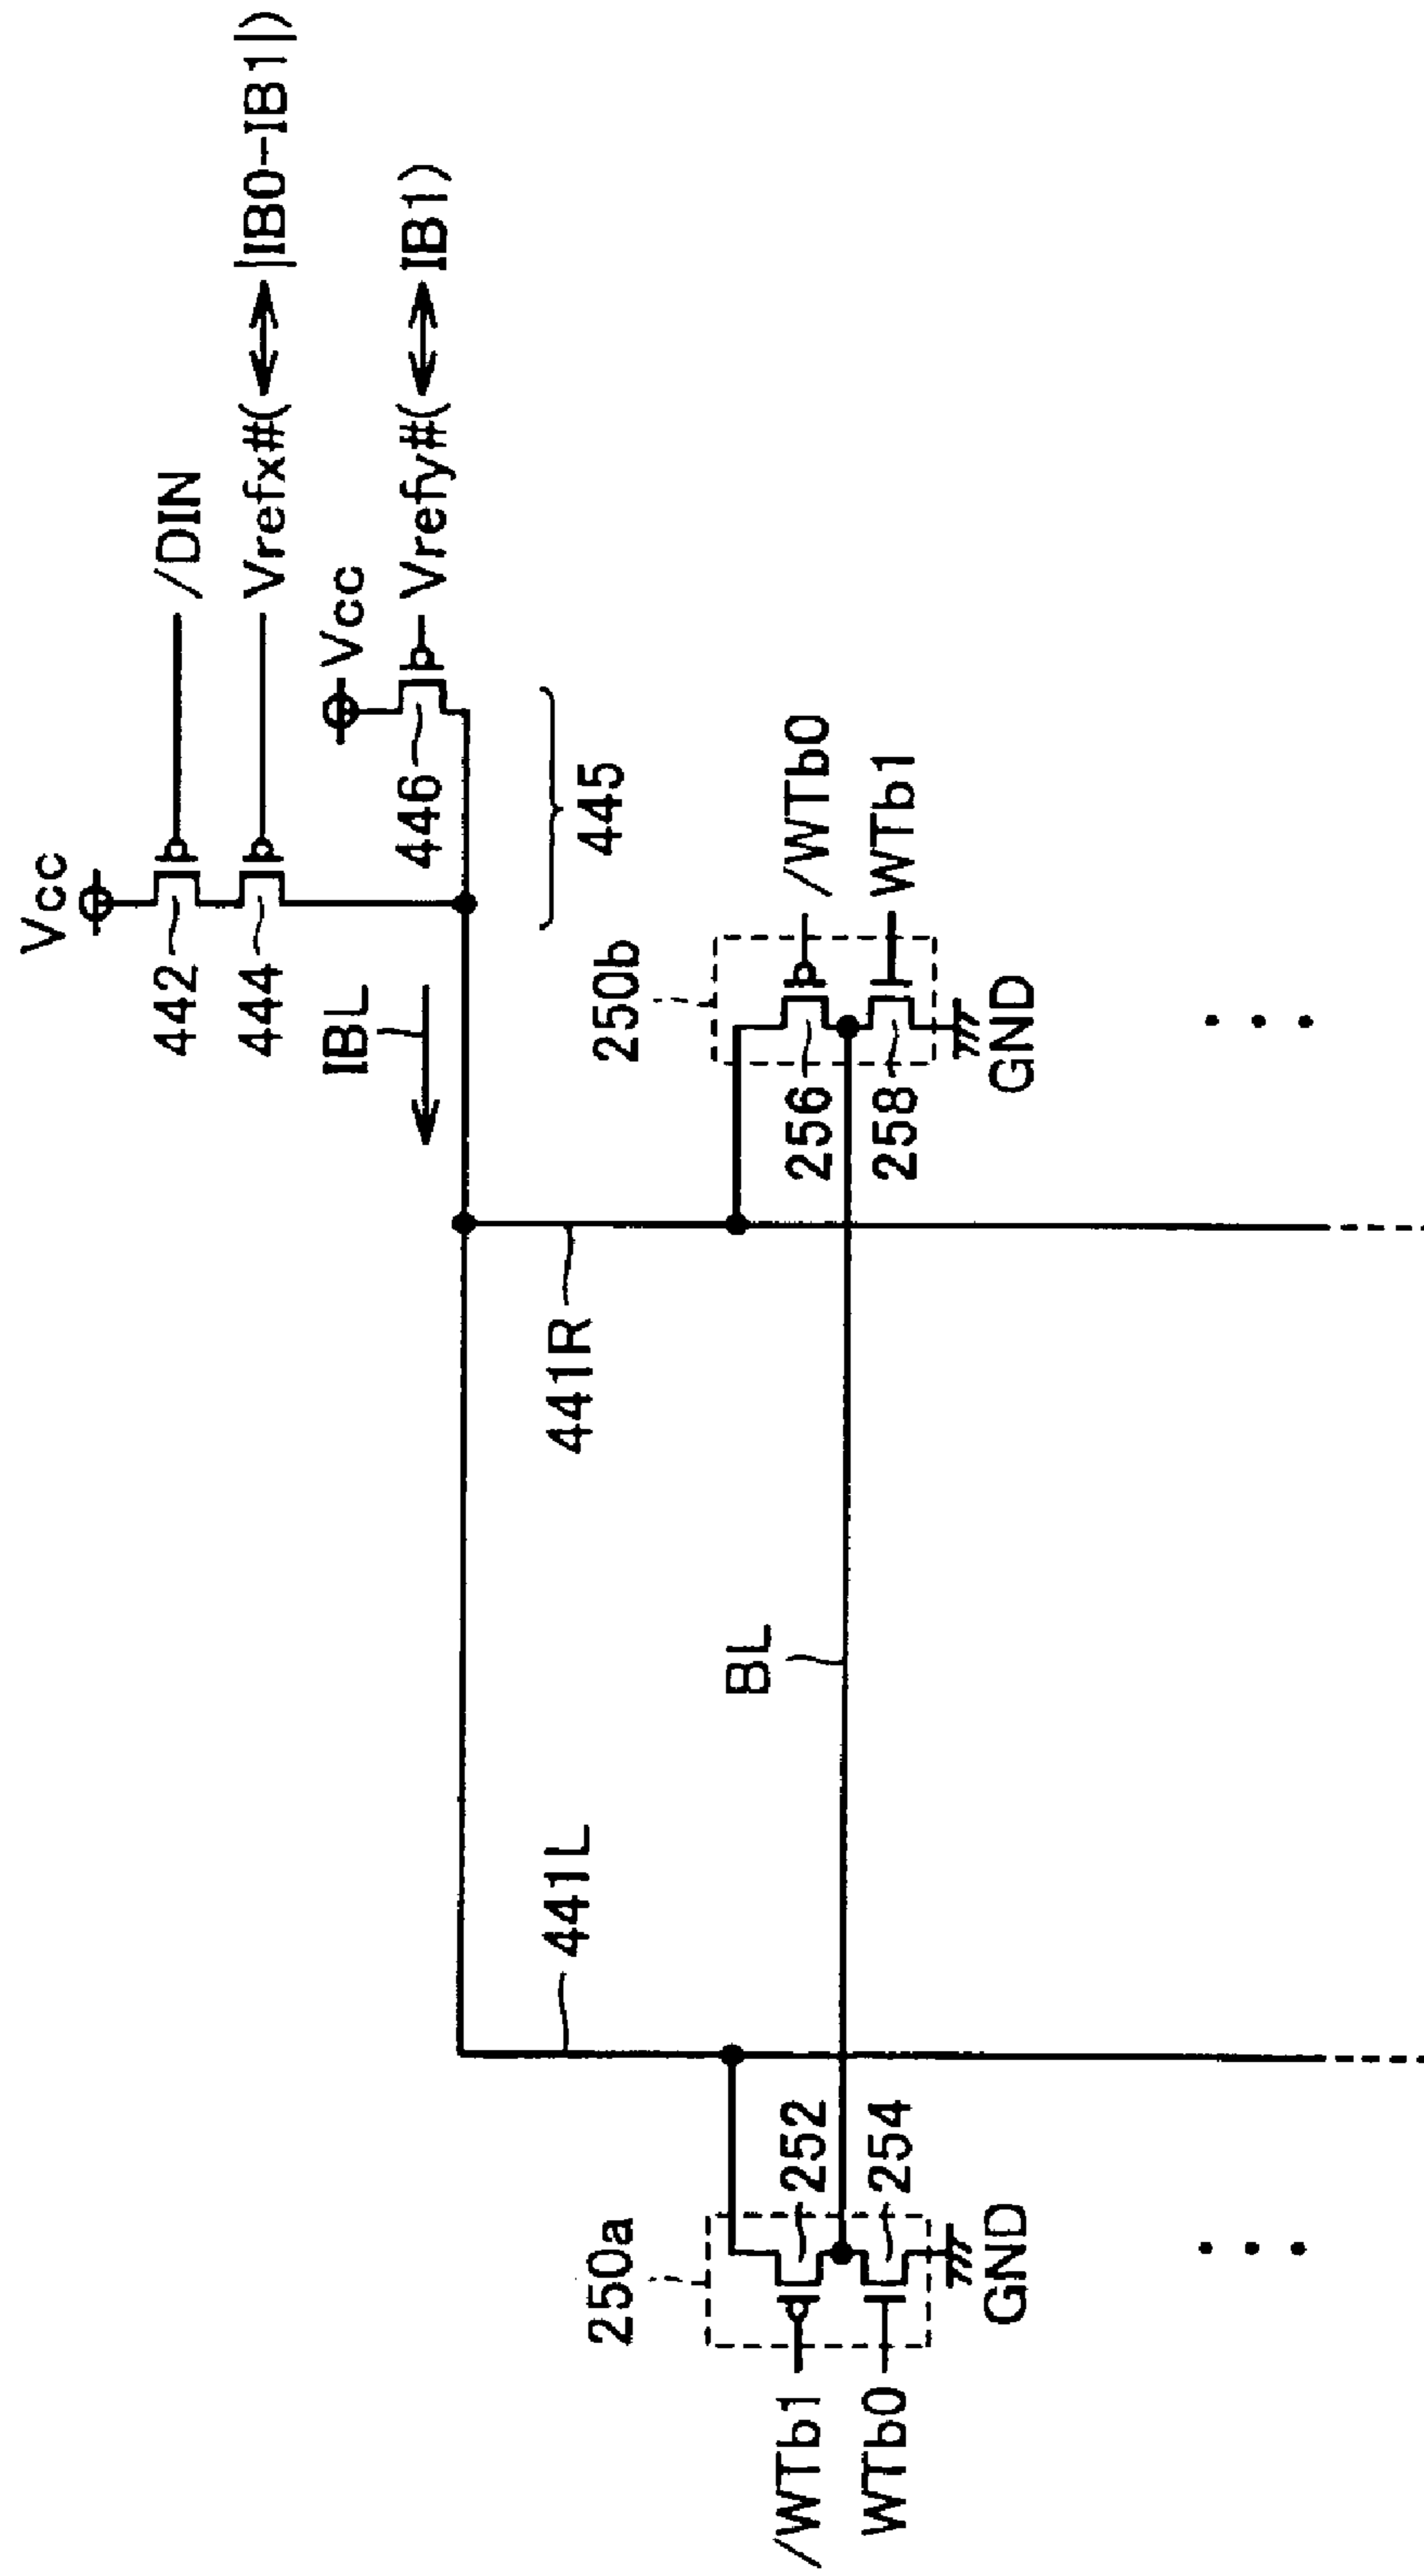 Vcc
/DIN
442
Vrefx#(⟷|IB0-IB1|)
444
Vcc
Vrefy#(⟷IB1)
446
IBL
445
441L
441R
250a
250b
/WTb1
252
BL
256
/WTb0
WTb0
254
258
WTb1
GND
GND